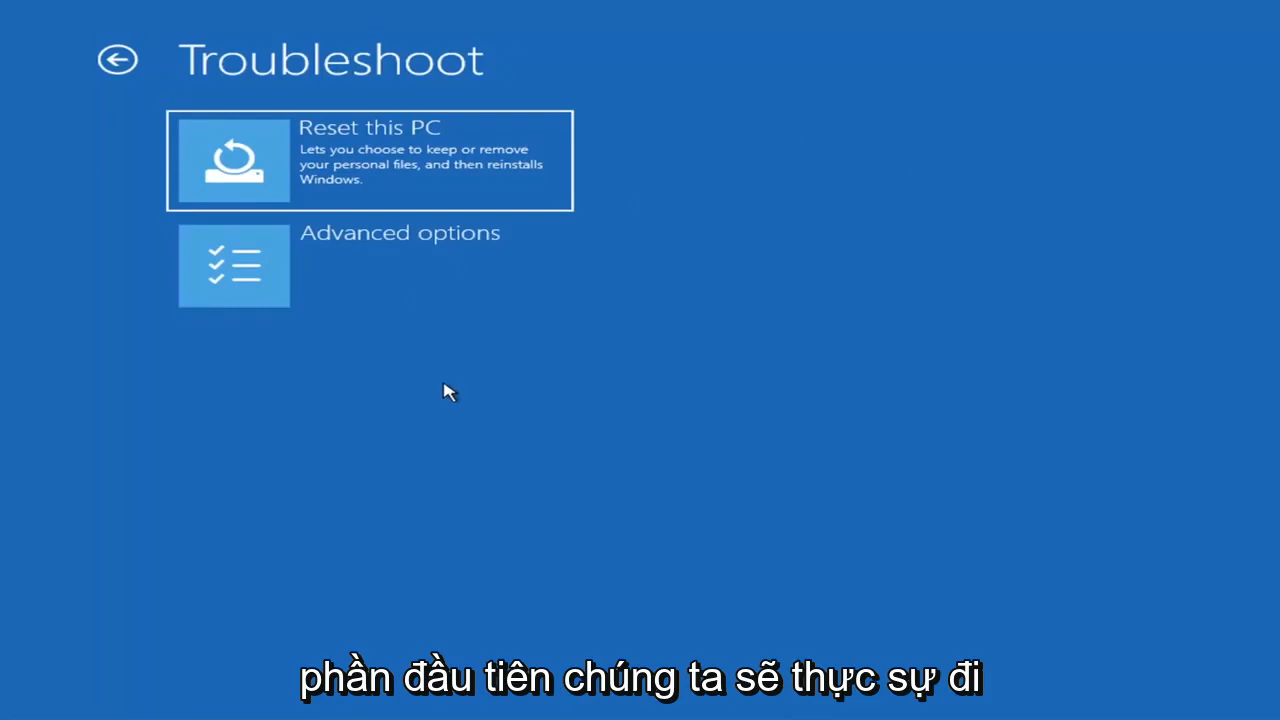 Troubleshoot
Reset this PC
Lets you choose to keep or remove
your personal files, and then reinstalls
Windows.
Advanced options
phần đầu tiên chúng ta sẽ thực sự đi